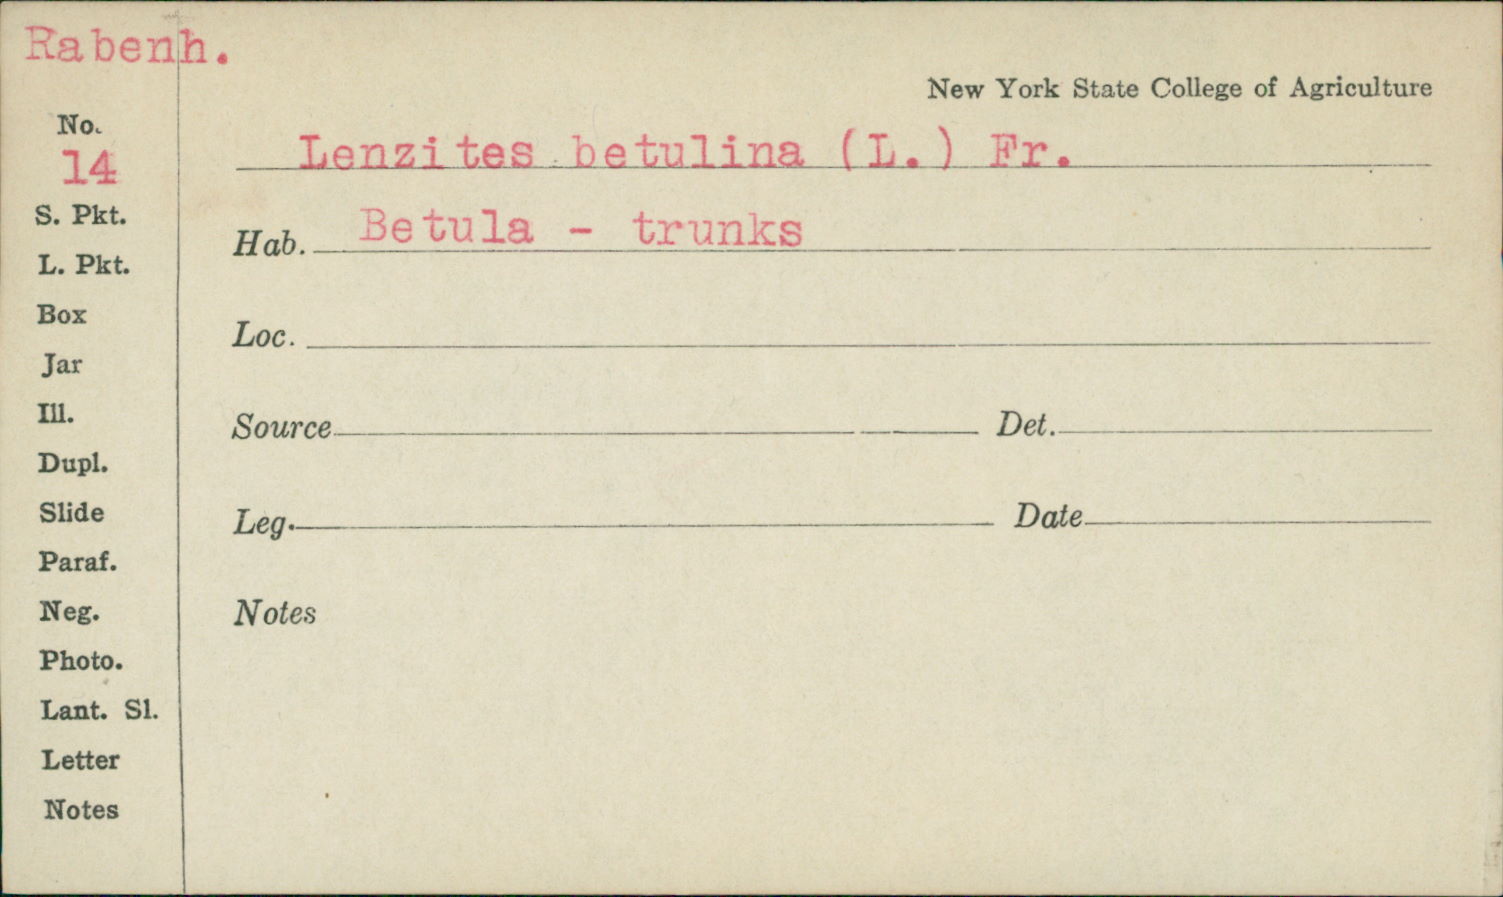 Rabenh.
New York State College of Agriculture
No.
14
Lenzites betulina (L.) Fr.
S. Pkt.
Hab. Betula - trunks
L. Pkt.
Box
Loc.
Jar
Ill.
Source Det.
Dupl.
Slide
Leg. Date
Paraf.
Neg.
Notes
Photo.
Lant. Sl.
Letter
Notes